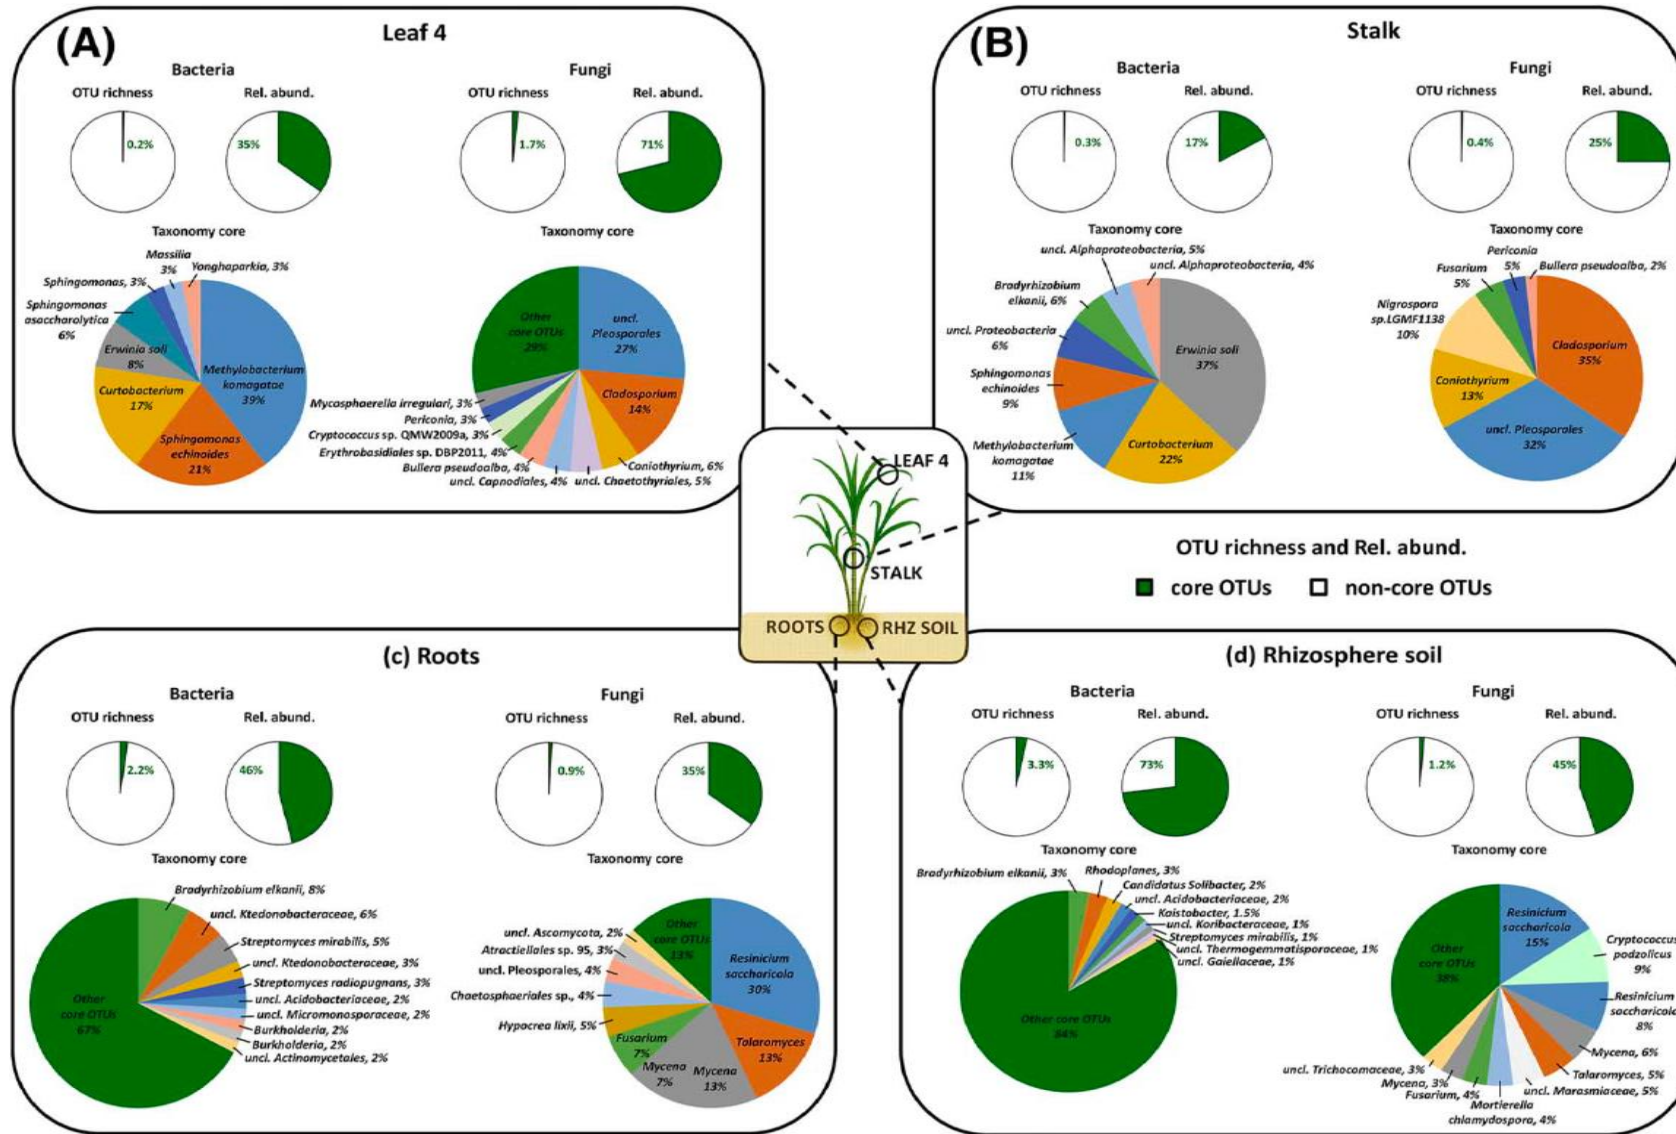 (A)
Leaf 4
Bacteria
Fungi
OTU richness
Rel. abund.
OTU richness
Rel. abund.
0.2%
35%
1.7%
71%
Taxonomy core
Taxonomy core
Massilia
3%
Yonghaparkia, 3%
Sphingomonas, 3%
Sphingomonas
asaccharolytica
6%
Erwinia soli
8%
Curtobacterium
17%
Sphingomonas
echinoides
21%
Methylobacterium
komagatae
39%
Other
core OTUs
29%
uncl.
Pleosporales
27%
Cladosporium
14%
Mycosphaerella irregulari, 3%
Periconia, 3%
Cryptococcus sp. QMW2009a, 3%
Erythrobasidiales sp. DBP2011, 4%
Bullera pseudoalba, 4%
uncl. Capnodiales, 4%
uncl. Chaetothyriales, 5%
Coniothyrium, 6%
(B)
Stalk
Bacteria
Fungi
OTU richness
Rel. abund.
OTU richness
Rel. abund.
0.3%
17%
0.4%
25%
Taxonomy core
Taxonomy core
uncl. Alphaproteobacteria, 5%
uncl. Alphaproteobacteria, 4%
Bradyrhizobium
elkanii, 6%
uncl. Proteobacteria
6%
Sphingomonas
echinoides
9%
Methylobacterium
komagatae
11%
Curtobacterium
22%
Erwinia soli
37%
Periconia
5%
Bullera pseudoalba, 2%
Fusarium
5%
Nigrospora
sp.LGMF1138
10%
Coniothyrium
13%
uncl. Pleosporales
32%
Cladosporium
35%
LEAF 4
STALK
ROOTS
RHZ SOIL
OTU richness and Rel. abund.
core OTUs
non-core OTUs
(c) Roots
Bacteria
Fungi
OTU richness
Rel. abund.
OTU richness
Rel. abund.
2.2%
46%
0.9%
35%
Taxonomy core
Taxonomy core
Bradyrhizobium elkanii, 8%
uncl. Ktedonobacteraceae, 6%
Streptomyces mirabilis, 5%
uncl. Ktedonobacteraceae, 3%
Streptomyces radiopugnans, 3%
uncl. Acidobacteriaceae, 2%
uncl. Micromonosporaceae, 2%
Burkholderia, 2%
Burkholderia, 2%
uncl. Actinomycetales, 2%
Other
core OTUs
67%
uncl. Ascomycota, 2%
Atractiellales sp. 95, 3%
uncl. Pleosporales, 4%
Chaetosphaeriales sp., 4%
Hypocrea lixii, 5%
Fusarium
7%
Mycena
7%
Mycena
13%
Talaromyces
13%
Resinicium
saccharicola
30%
Other
core OTUs
13%
(d) Rhizosphere soil
Bacteria
Fungi
OTU richness
Rel. abund.
OTU richness
Rel. abund.
3.3%
73%
1.2%
45%
Taxonomy core
Taxonomy core
Bradyrhizobium elkanii, 3%
Rhodoplanes, 3%
Candidatus Solibacter, 2%
uncl. Acidobacteriaceae, 2%
Kaistobacter, 1.5%
uncl. Koribacteraceae, 1%
Streptomyces mirabilis, 1%
uncl. Thermogemmatisporaceae, 1%
uncl. Gaiellaceae, 1%
Other core OTUs
84%
Other
core OTUs
38%
Resinicium
saccharicola
15%
Cryptococcus
podzolicus
9%
Resinicium
saccharicola
8%
Mycena, 6%
Talaromyces, 5%
uncl. Marasmiaceae, 5%
Mortierella
chlamydospora, 4%
Fusarium, 4%
Mycena, 3%
uncl. Trichocomaceae, 3%